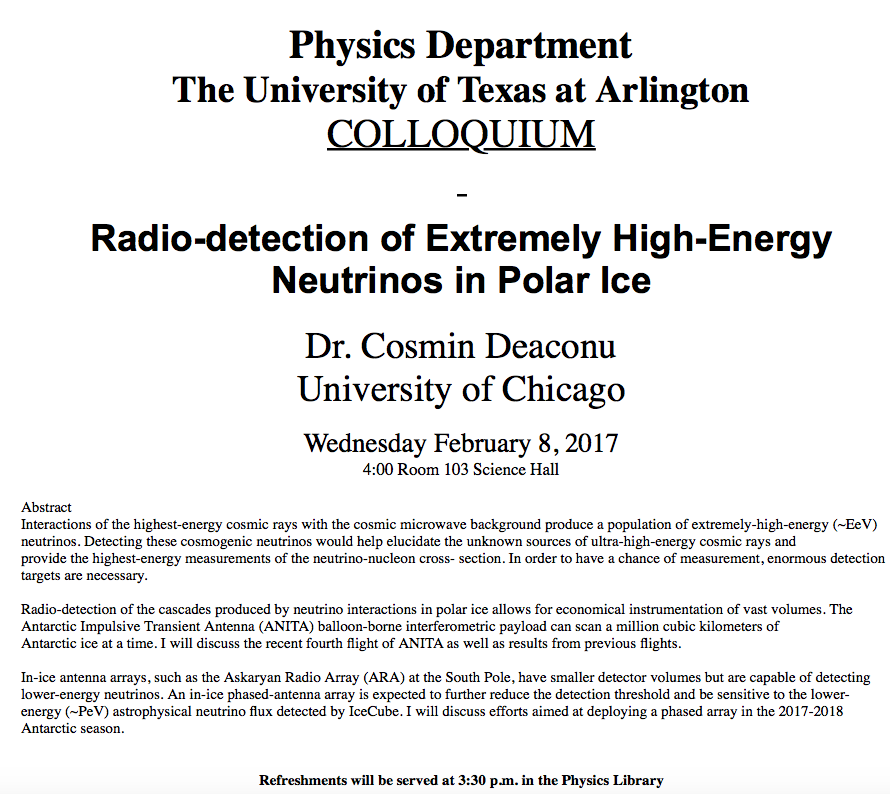 Physics Department
The University of Texas at Arlington
COLLOQUIUM
-
Radio-detection of Extremely High-Energy
Neutrinos in Polar Ice
Dr. Cosmin Deaconu
University of Chicago
Wednesday February 8, 2017
4:00 Room 103 Science Hall
Abstract
Interactions of the highest-energy cosmic rays with the cosmic microwave background produce a population of extremely-high-energy (~EeV)
neutrinos. Detecting these cosmogenic neutrinos would help elucidate the unknown sources of ultra-high-energy cosmic rays and
provide the highest-energy measurements of the neutrino-nucleon cross- section. In order to have a chance of measurement, enormous detection
targets are necessary.
Radio-detection of the cascades produced by neutrino interactions in polar ice allows for economical instrumentation of vast volumes. The
Antarctic Impulsive Transient Antenna (ANITA) balloon-borne interferometric payload can scan a million cubic kilometers of
Antarctic ice at a time. I will discuss the recent fourth flight of ANITA as well as results from previous flights.
In-ice antenna arrays, such as the Askaryan Radio Array (ARA) at the South Pole, have smaller detector volumes but are capable of detecting
lower-energy neutrinos. An in-ice phased-antenna array is expected to further reduce the detection threshold and be sensitive to the lower-
energy (~PeV) astrophysical neutrino flux detected by IceCube. I will discuss efforts aimed at deploying a phased array in the 2017-2018
Antarctic season.
Refreshments will be served at 3:30 p.m. in the Physics Library